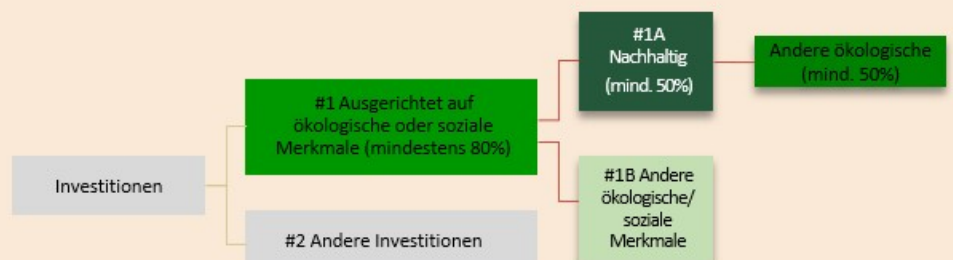 Investitionen
#1 Ausgerichtet auf
ökologische oder soziale
Merkmale (mindestens 80%)
#2 Andere Investitionen
#1A
Nachhaltig
(mind. 50%)
#1B Andere
ökologische/
soziale
Merkmale
Andere ökologische
(mind. 50%)